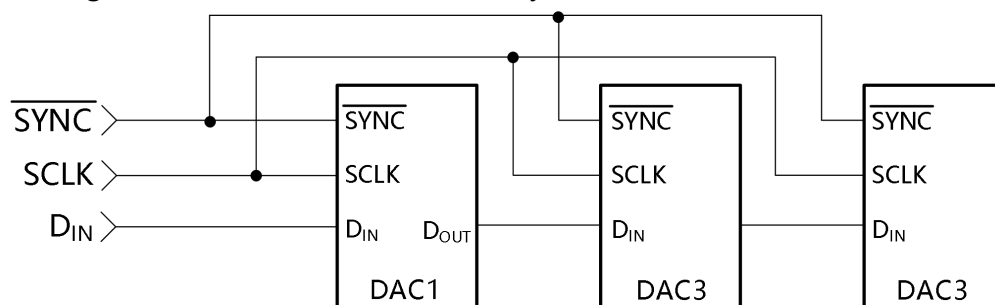 SYNC
SCLK
DIN
SYNC
SCLK
DIN DOUT
DAC1
SYNC
SCLK
DIN
DAC3
SYNC
SCLK
DIN
DAC3